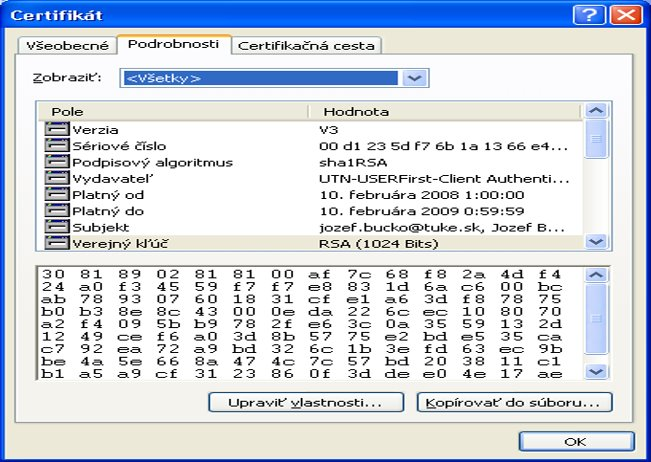 Certifikát
Všeobecné Podrobnosti Certifikačná cesta
Zobraziť: <Všetky>
Pole Hodnota
Verzia V3
Sériové číslo 00 d1 23 5d f7 6b 1a 13 66 e4...
Podpisový algoritmus sha1RSA
Vydavateľ UTN-USERFirst-Client Authenti...
Platný od 10. februára 2008 1:00:00
Platný do 10. februára 2009 0:59:59
Subjekt jozef.bucko@tuke.sk, Jozef B...
Verejný kľúč RSA (1024 Bits)
30 81 89 02 81 81 00 af 7c 68 f8 2a 4d f4
24 a0 f3 45 59 f7 f7 e8 83 1d 6a c6 00 bc
ab 78 93 07 60 18 31 cf e1 a6 3d f8 78 75
b0 b3 8e 8c 43 00 0e da 22 6c ec 10 80 70
a2 f4 09 5b b9 78 2f e6 3c 0a 35 59 13 2d
12 49 ce f6 a0 3d 8b 57 75 e2 bd e5 35 ca
c7 92 ea 72 a9 bd 32 6c 1b 3e fd 63 ec 9b
be 4a 5e 66 8a 47 4c 7c 57 bd 20 38 11 c1
b1 a5 a9 cf 31 23 86 0f 3d de e0 4e 17 ae
Upraviť vlastnosti... Kopírovať do súboru...
OK